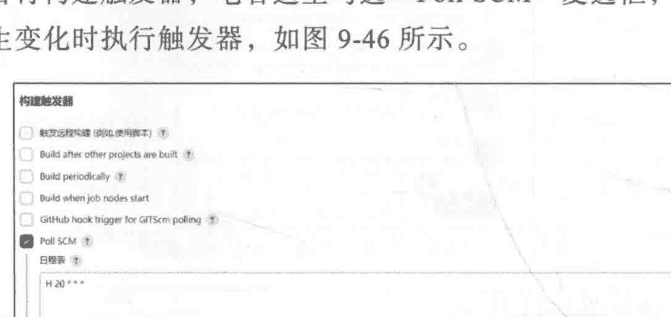 生变化时执行触发器，如图 9-46 所示。
构建触发器
触发远程构建 (例如,使用脚本) ?
Build after other projects are built ?
Build periodically ?
Build when job nodes start
GitHub hook trigger for GITScm polling ?
Poll SCM ?
日程表 ?
H 20 * * *